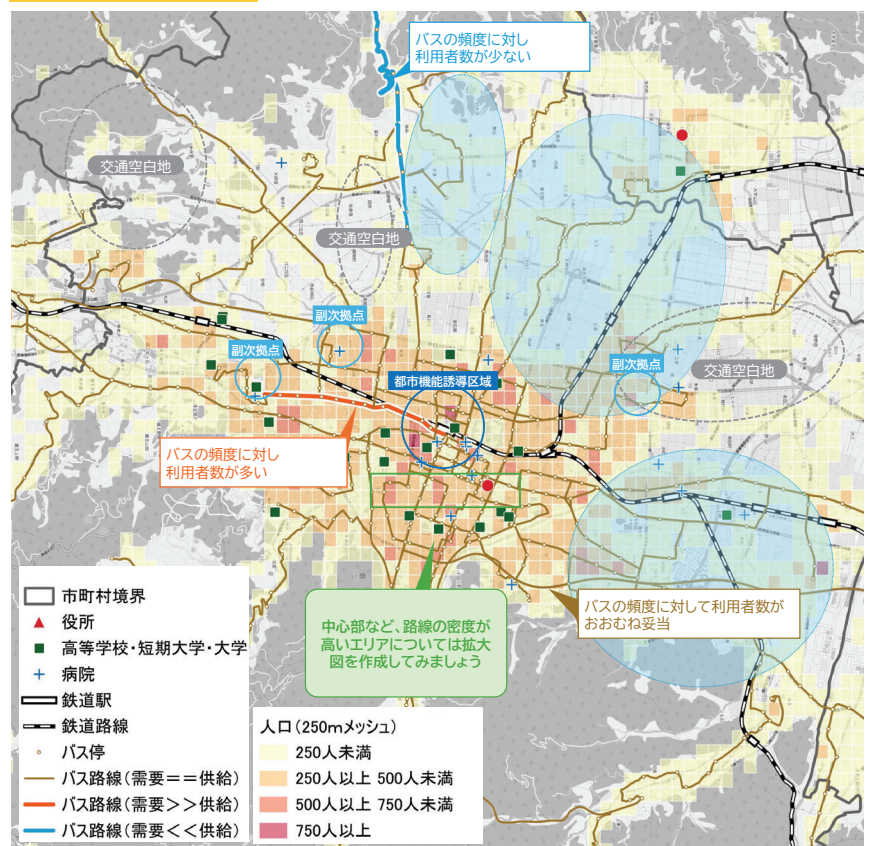 バスの頻度に対し
利用者数が少ない
交通空白地
交通空白地
副次拠点
副次拠点
都市機能誘導区域
副次拠点
交通空白地
バスの頻度に対し
利用者数が多い
バスの頻度に対して利用者数が
おおむね妥当
中心部など、路線の密度が
高いエリアについては拡大
図を作成してみましょう
市町村境界
役所
高等学校・短期大学・大学
病院
鉄道駅
鉄道路線
バス停
バス路線(需要==供給)
バス路線(需要>>供給)
バス路線(需要<<供給)
人口(250mメッシュ)
250人未満
250人以上 500人未満
500人以上 750人未満
750人以上